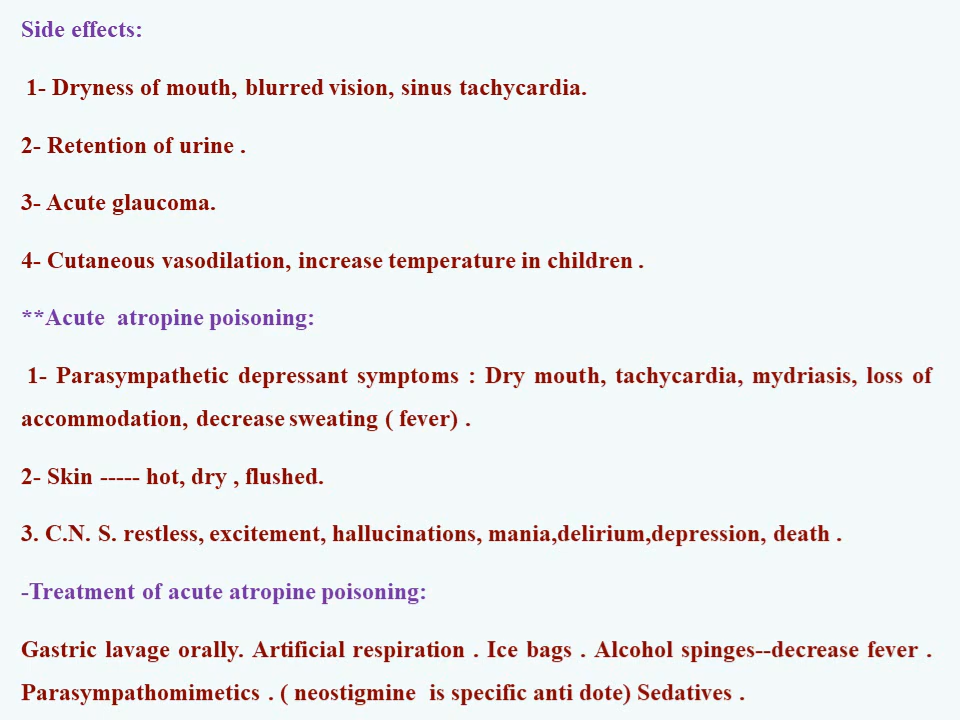 Side effects:
1- Dryness of mouth, blurred vision, sinus tachycardia.
2- Retention of urine .
3- Acute glaucoma.
4- Cutaneous vasodilation, increase temperature in children .
**Acute  atropine poisoning:
1- Parasympathetic depressant symptoms : Dry mouth, tachycardia, mydriasis, loss of
accommodation, decrease sweating ( fever) .
2- Skin ----- hot, dry , flushed.
3. C.N. S. restless, excitement, hallucinations, mania,delirium,depression, death .
-Treatment of acute atropine poisoning:
Gastric lavage orally. Artificial respiration . Ice bags . Alcohol spinges--decrease fever .
Parasympathomimetics . ( neostigmine  is specific anti dote) Sedatives .